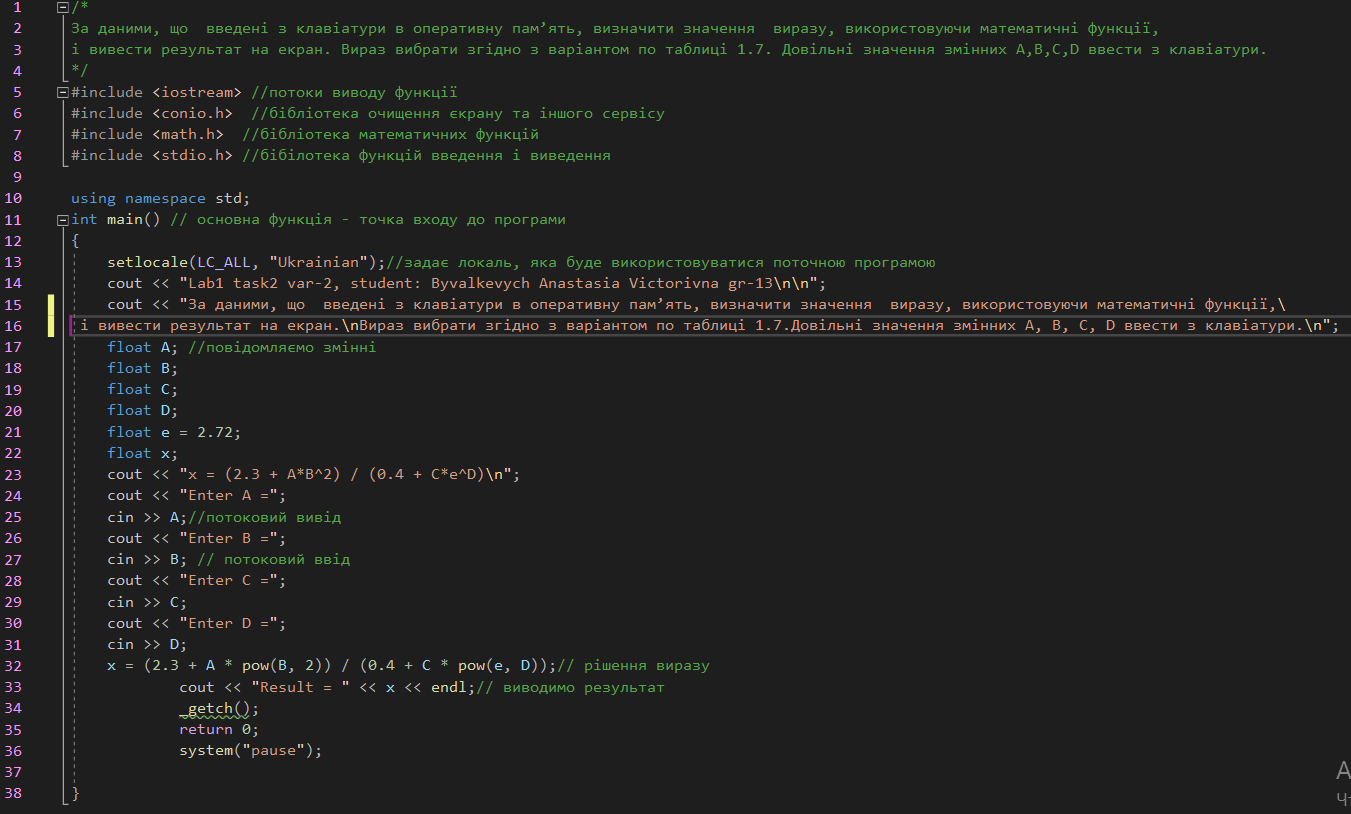 1 /*
2 За даними, що  введені з клавіатури в оперативну пам’ять, визначити значення  виразу, використовуючи математичні функції,
3 і вивести результат на екран. Вираз вибрати згідно з варіантом по таблиці 1.7. Довільні значення змінних A,B,C,D ввести з клавіатури.
4 */
5 #include <iostream> //потоки виводу функції
6 #include <conio.h>  //бібліотека очищення єкрану та іншого сервісу
7 #include <math.h>  //бібліотека математичних функцій
8 #include <stdio.h> //бібілотека функцій введення і виведення
9
10 using namespace std;
11 int main() // основна функція - точка входу до програми
12 {
13 setlocale(LC_ALL, "Ukrainian");//задає локаль, яка буде використовуватися поточною програмою
14 cout << "Lab1 task2 var-2, student: Byvalkevych Anastasia Victorivna gr-13\n\n";
15 cout << "За даними, що  введені з клавіатури в оперативну пам’ять, визначити значення  виразу, використовуючи математичні функції,\
16 і вивести результат на екран.\nВираз вибрати згідно з варіантом по таблиці 1.7.Довільні значення змінних A, B, C, D ввести з клавіатури.\n";
17 float A; //повідомляємо змінні
18 float B;
19 float C;
20 float D;
21 float e = 2.72;
22 float x;
23 cout << "x = (2.3 + A*B^2) / (0.4 + C*e^D)\n";
24 cout << "Enter A =";
25 cin >> A;//потоковий вивід
26 cout << "Enter B =";
27 cin >> B; // потоковий ввід
28 cout << "Enter C =";
29 cin >> C;
30 cout << "Enter D =";
31 cin >> D;
32 x = (2.3 + A * pow(B, 2)) / (0.4 + C * pow(e, D));// рішення виразу
33 cout << "Result = " << x << endl;// виводимо результат
34 _getch();
35 return 0;
36 system("pause");
37
38 }